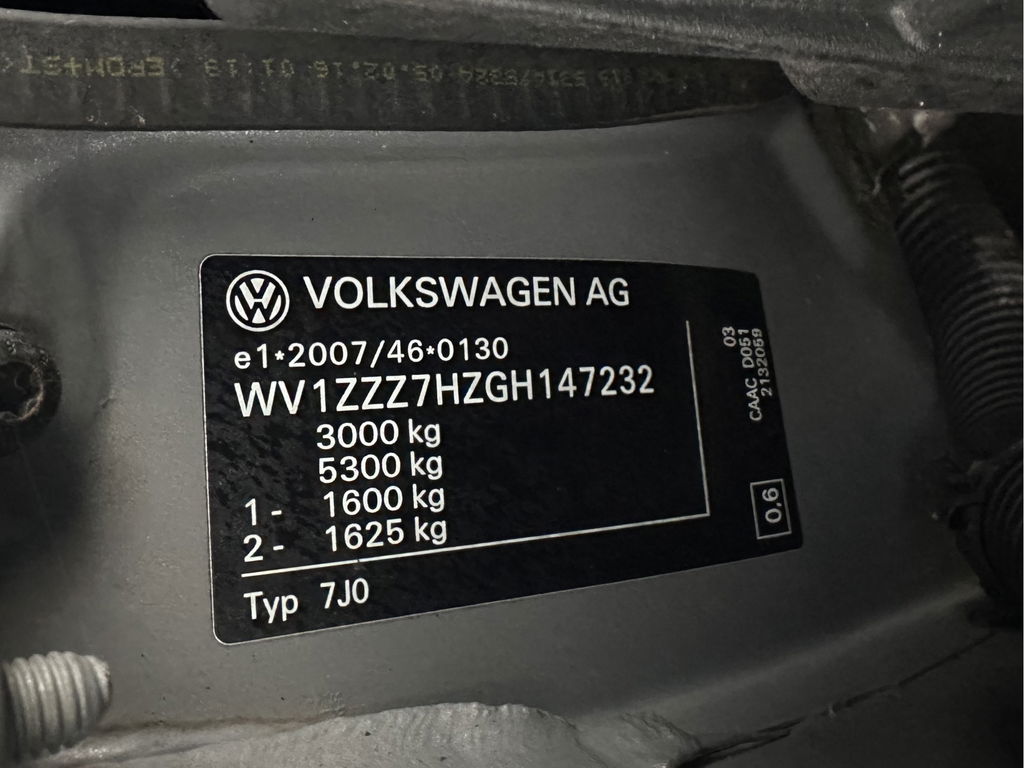 VOLKSWAGEN AG
e1*2007/46*0130
WV1ZZZ7HZGH147232
3000 kg
5300 kg
1- 1600 kg
2- 1625 kg
Typ 7J0
03
CAAC D051
2132059
0.6